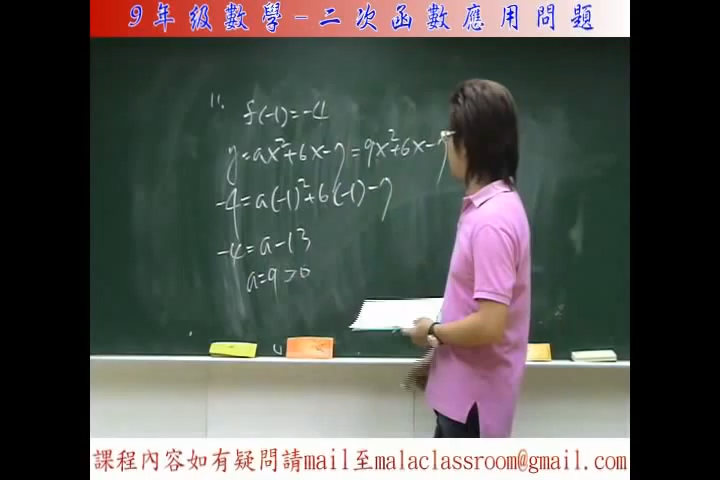 9年級數學-二次函數應用問題
11.
f(-1)=-4
y=ax²+6x-7=9x²+6x-7
-4=a(-1)²+6(-1)-7
-4=a-13
a=9>0
課程內容如有疑問請mail至malaclassroom@gmail.com